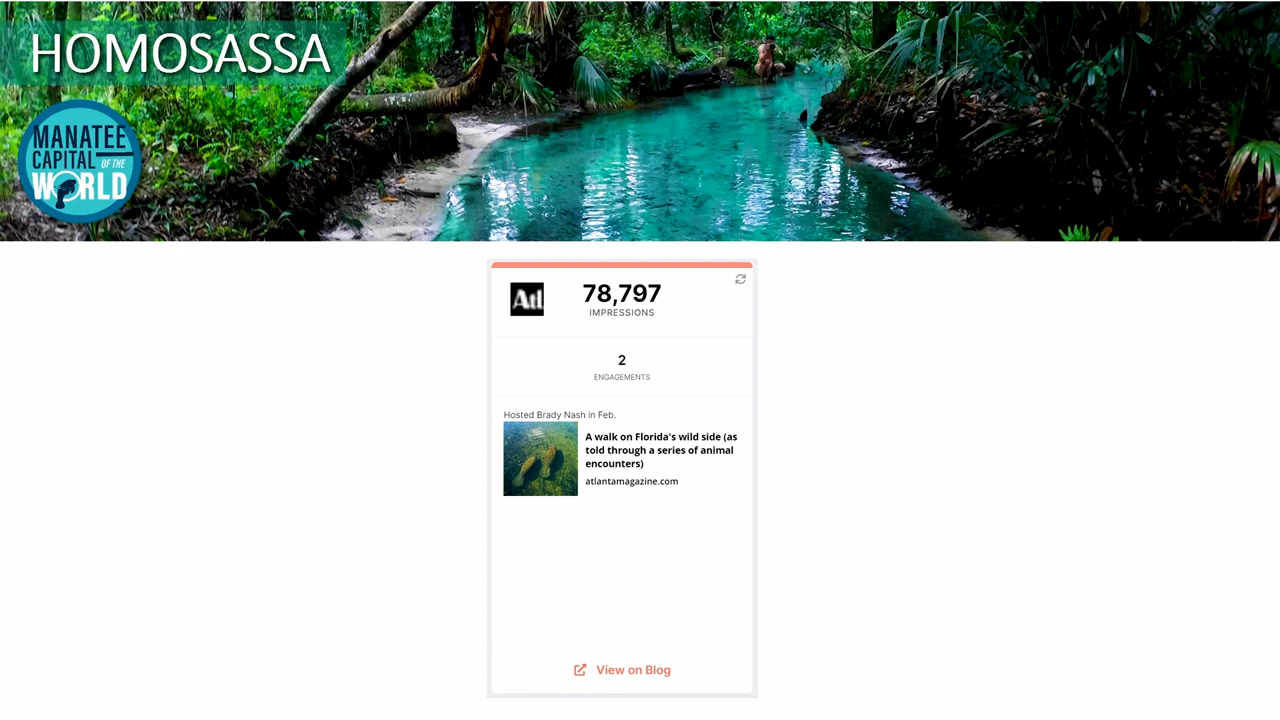 HOMOSASSA
MANATEE
CAPITAL OF THE
WORLD
Atl
78,797
IMPRESSIONS
2
ENGAGEMENTS
Hosted Brady Nash in Feb.
A walk on Florida's wild side (as
told through a series of animal
encounters)
atlantamagazine.com
View on Blog